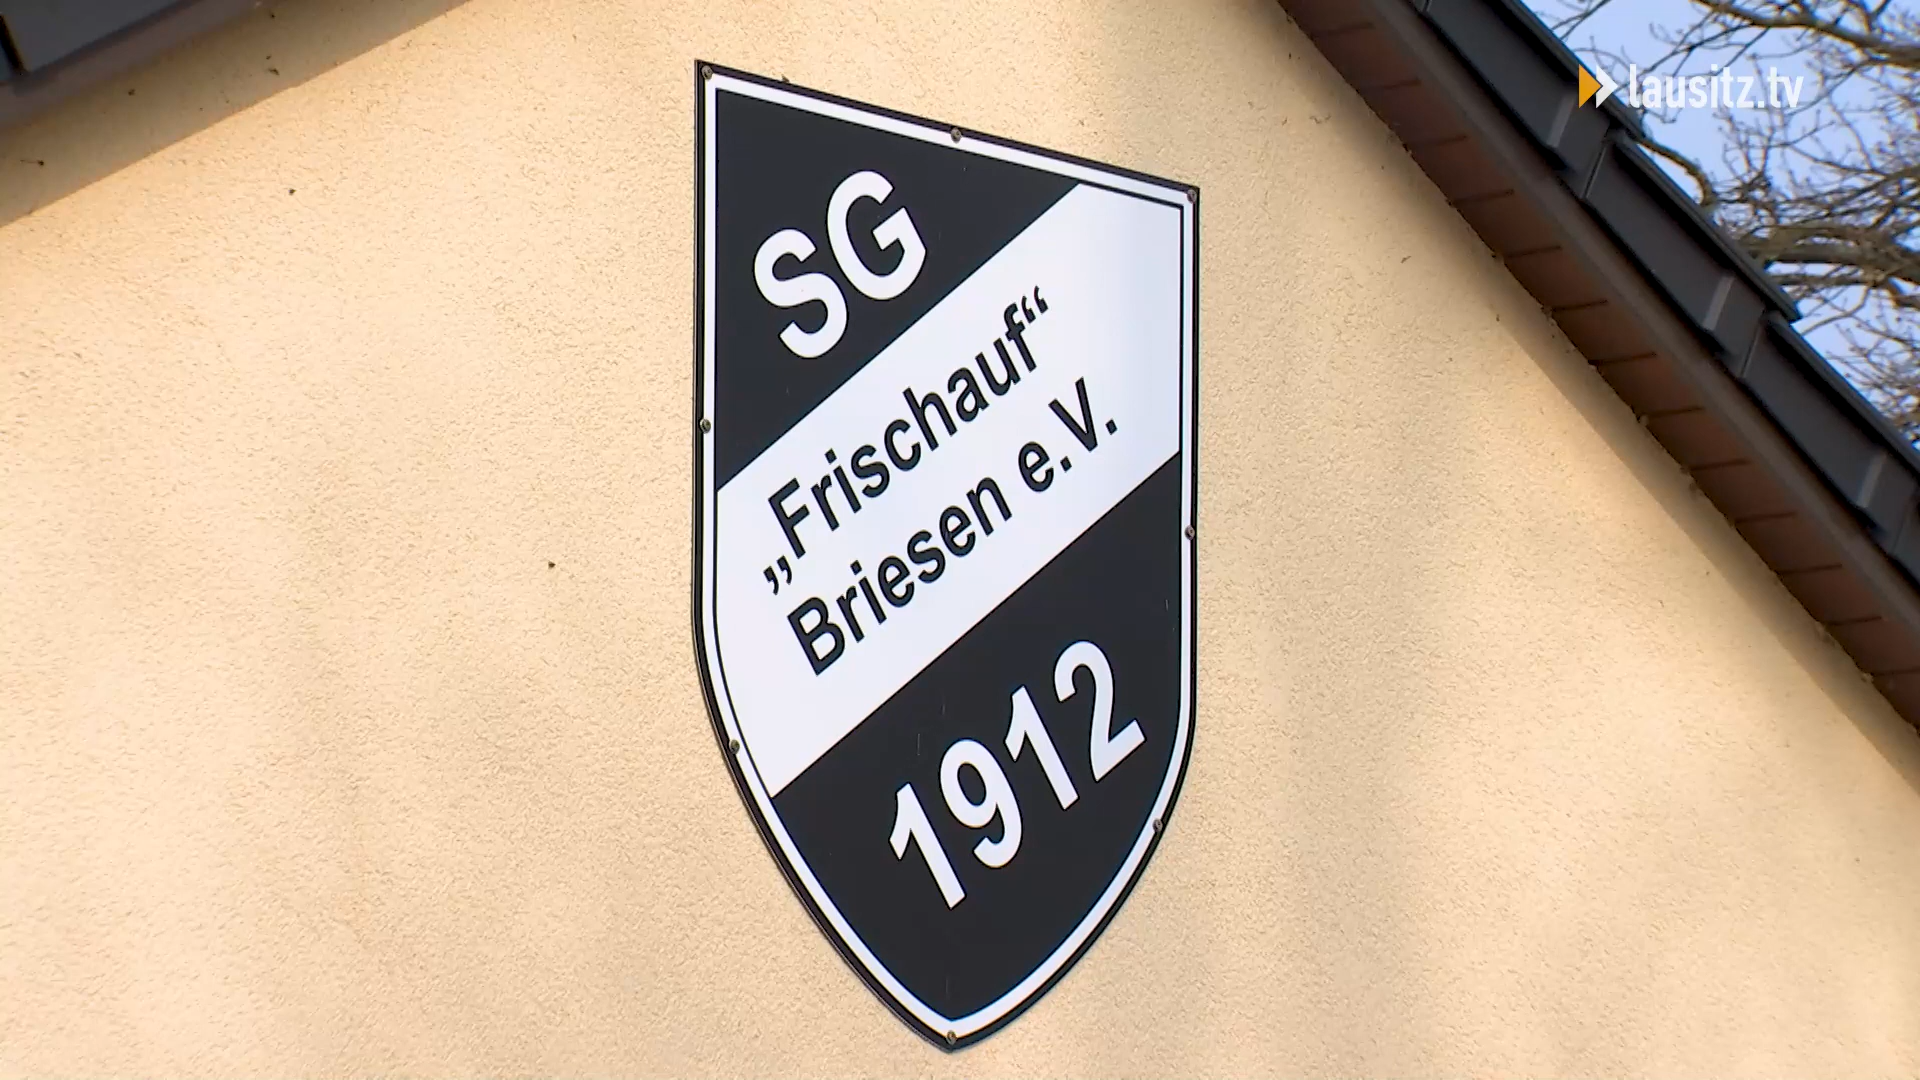 lausitz.tv
SG
„Frischauf“
Briesen e.V.
1912